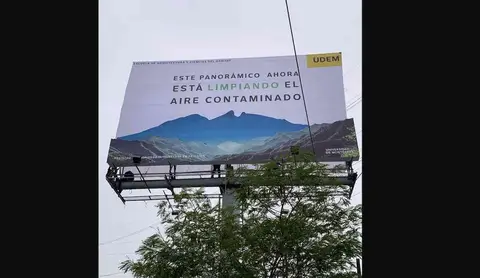 UDEM
ESTE PANORÁMICO AHORA
ESTÁ LIMPIANDO EL
AIRE CONTAMINADO